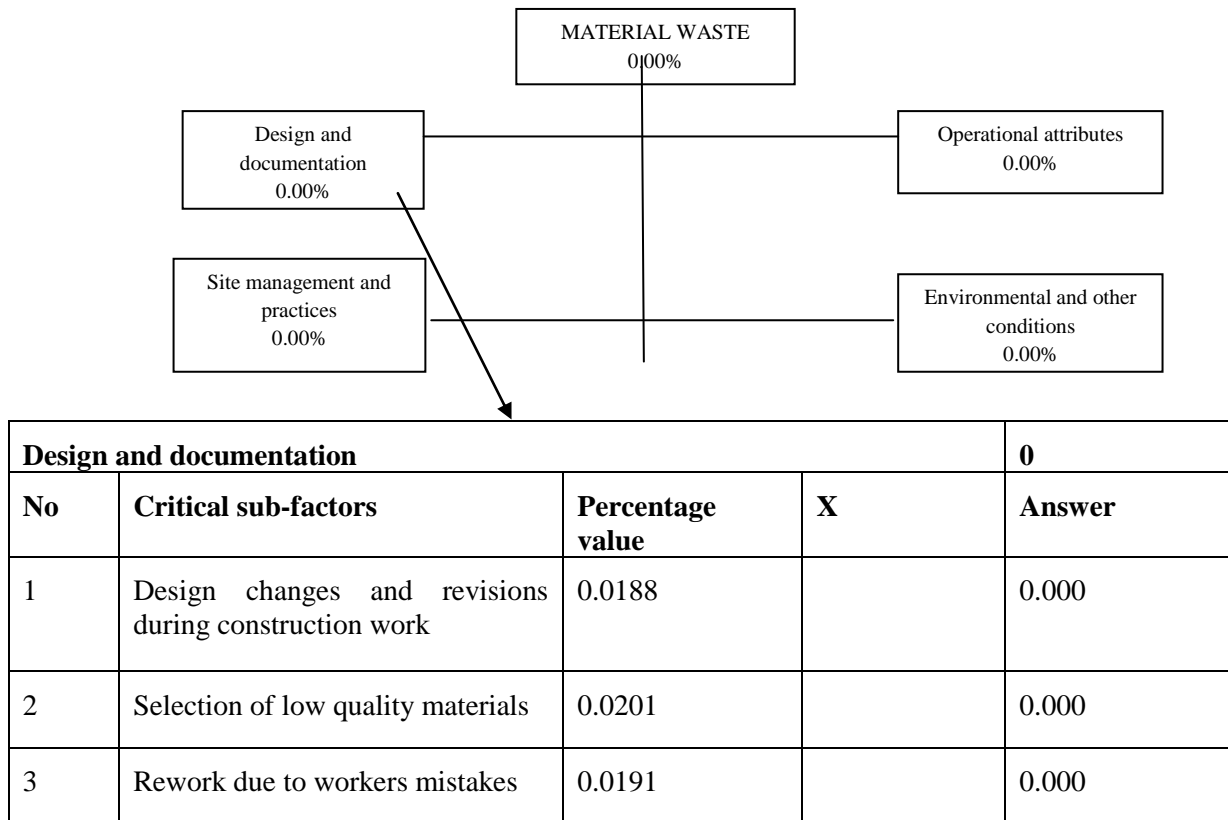 MATERIAL WASTE
0.00%
Design and
documentation
0.00%
Operational attributes
0.00%
Site management and
practices
0.00%
Environmental and other
conditions
0.00%
Design and documentation 0
No Critical sub-factors Percentage value X Answer
1 Design changes and revisions during construction work 0.0188 0.000
2 Selection of low quality materials 0.0201 0.000
3 Rework due to workers mistakes 0.0191 0.000